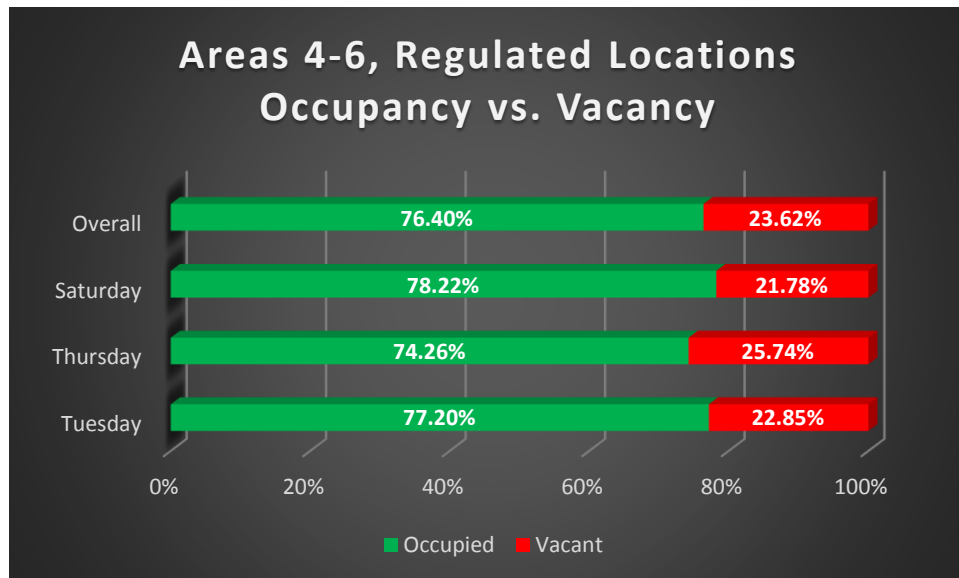 Areas 4-6, Regulated Locations
Occupancy vs. Vacancy
Overall 76.40% 23.62%
Saturday 78.22% 21.78%
Thursday 74.26% 25.74%
Tuesday 77.20% 22.85%
0% 20% 40% 60% 80% 100%
Occupied Vacant